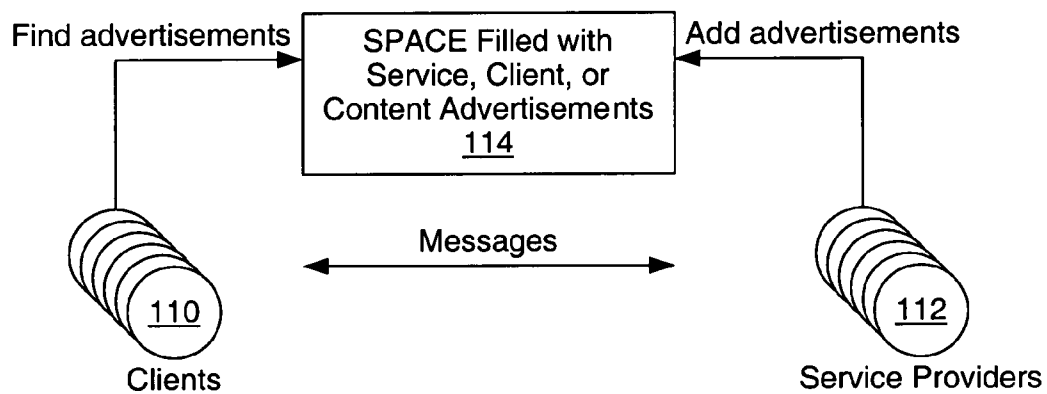 Find advertisements
SPACE Filled with
Service, Client, or
Content Advertisements
114
Add advertisements
Messages
110
Clients
112
Service Providers